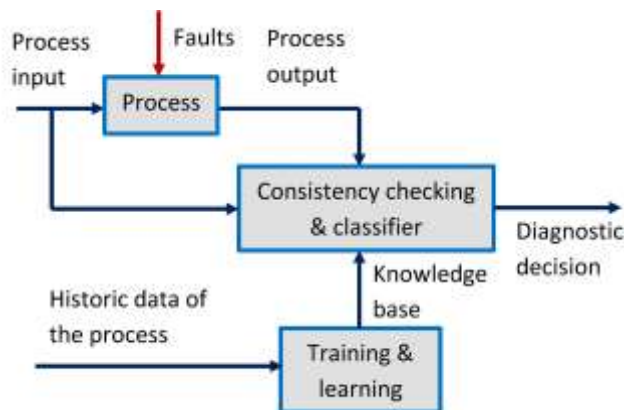 Faults
Process
input
Process
output
Process
Consistency checking
& classifier
Diagnostic
decision
Knowledge
base
Historic data of
the process
Training &
learning